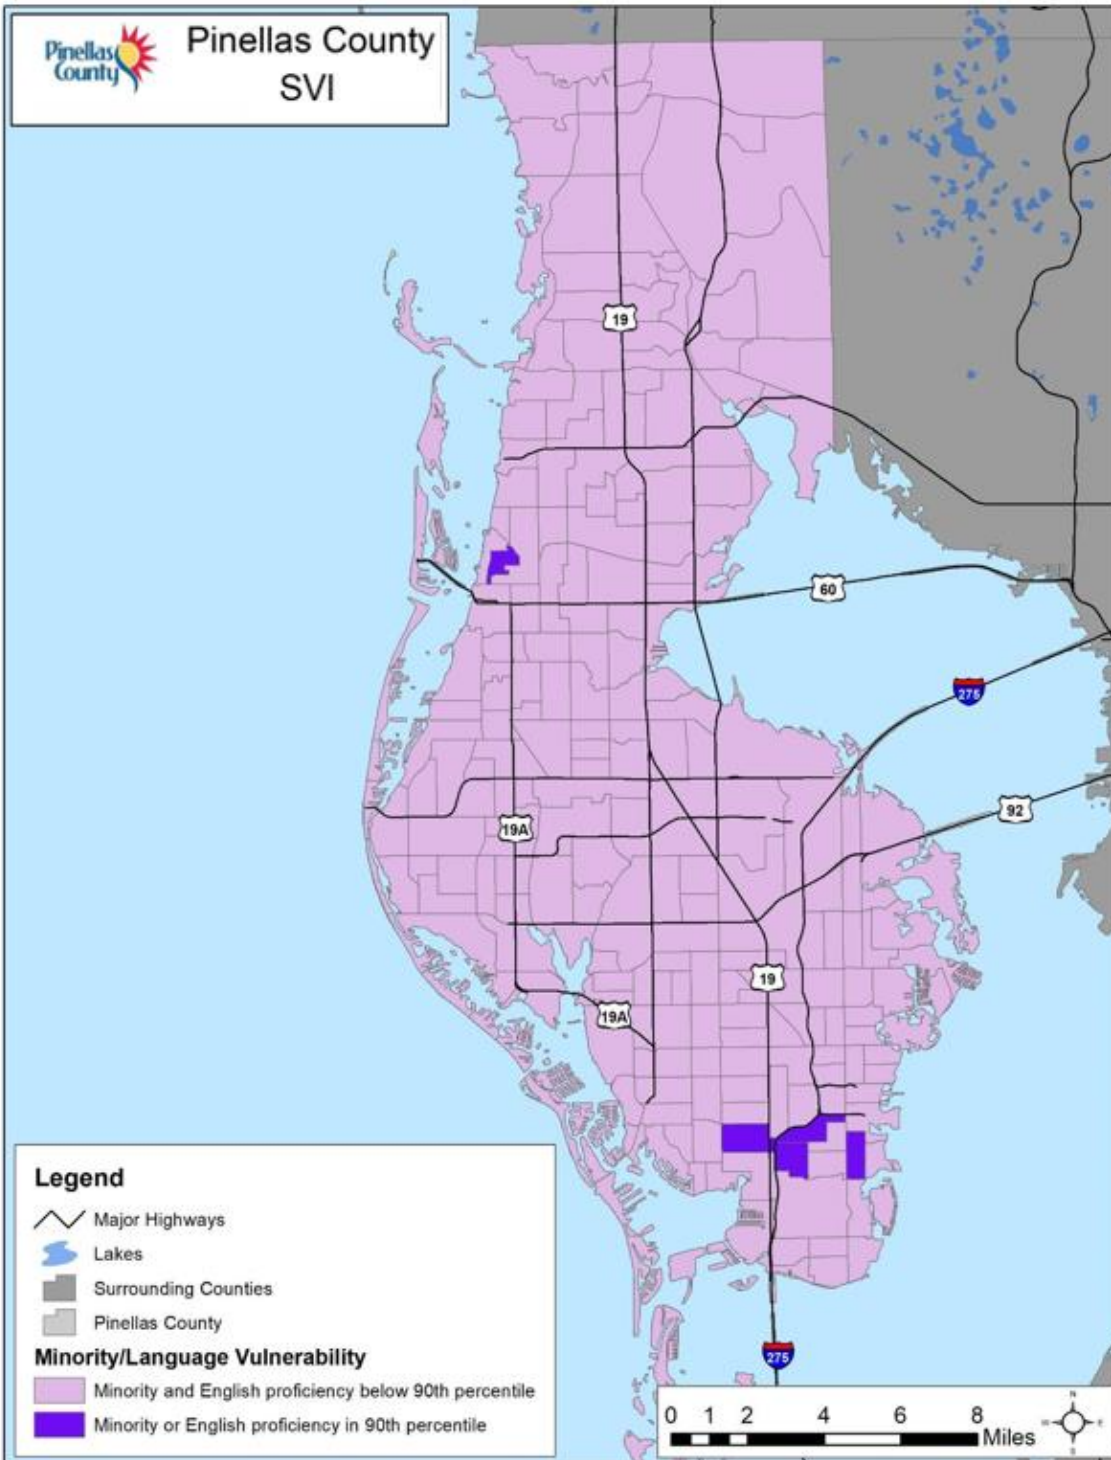 Pinellas
County
Pinellas County
SVI
19
60
275
92
19A
19
19A
275
Legend
Major Highways
Lakes
Surrounding Counties
Pinellas County
Minority/Language Vulnerability
Minority and English proficiency below 90th percentile
Minority or English proficiency in 90th percentile
0 1 2 4 6 8
Miles
N
W E
S